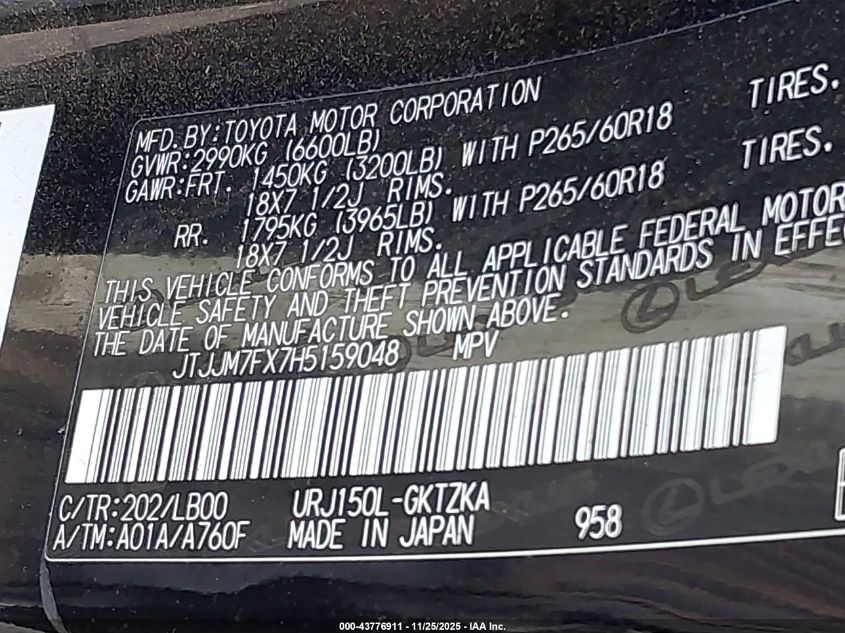 MFD. BY: TOYOTA MOTOR CORPORATION
GVWR: 2990KG (6600LB)
GAWR: FRT. 1450KG (3200LB) WITH P265/60R18 TIRES.
18X7 1/2J RIMS.
RR. 1795KG (3965LB) WITH P265/60R18 TIRES.
18X7 1/2J RIMS.
THIS VEHICLE CONFORMS TO ALL APPLICABLE FEDERAL MOTOR
VEHICLE SAFETY AND THEFT PREVENTION STANDARDS IN EFFE
THE DATE OF MANUFACTURE SHOWN ABOVE.
JTJJM7FX7H5159048 MPV
C/TR: 202/LB00 URJ150L-GKTZKA
A/TM: A01A/A760F MADE IN JAPAN 958
000-43776911 - 11/25/2025 - IAA Inc.